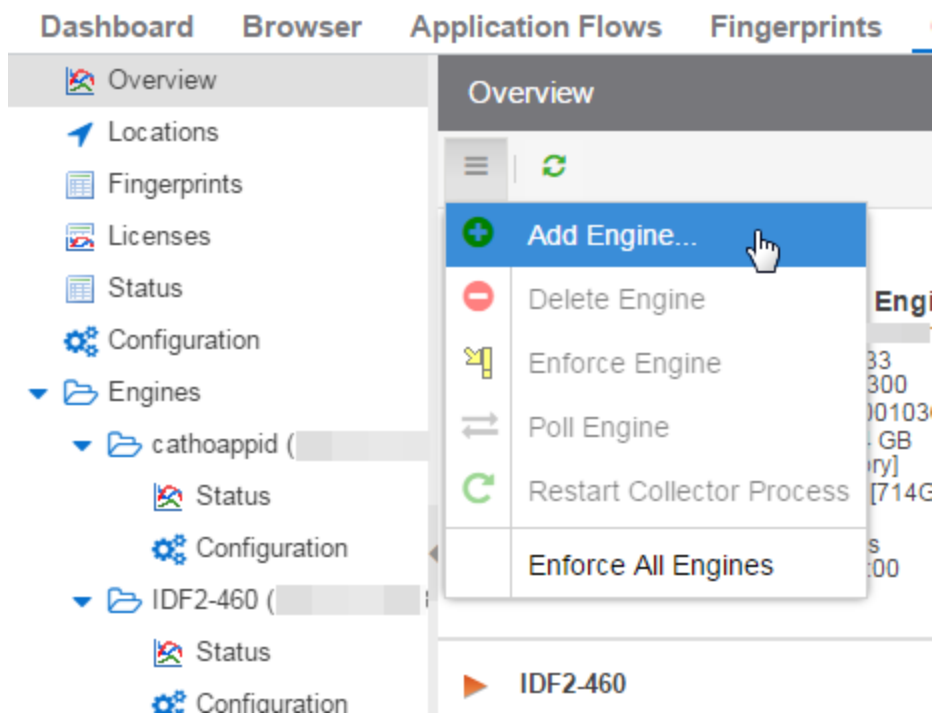 Dashboard Browser Application Flows Fingerprints
Overview
Locations
Fingerprints
Licenses
Status
Configuration
Engines
cathoappid (
Status
Configuration
IDF2-460 (
Status
Configuration
Overview
Add Engine...
Delete Engine
Enforce Engine
Poll Engine
Restart Collector Process
Enforce All Engines
Engi
33
300
00103
GB
ory]
[714G
s
:00
IDF2-460